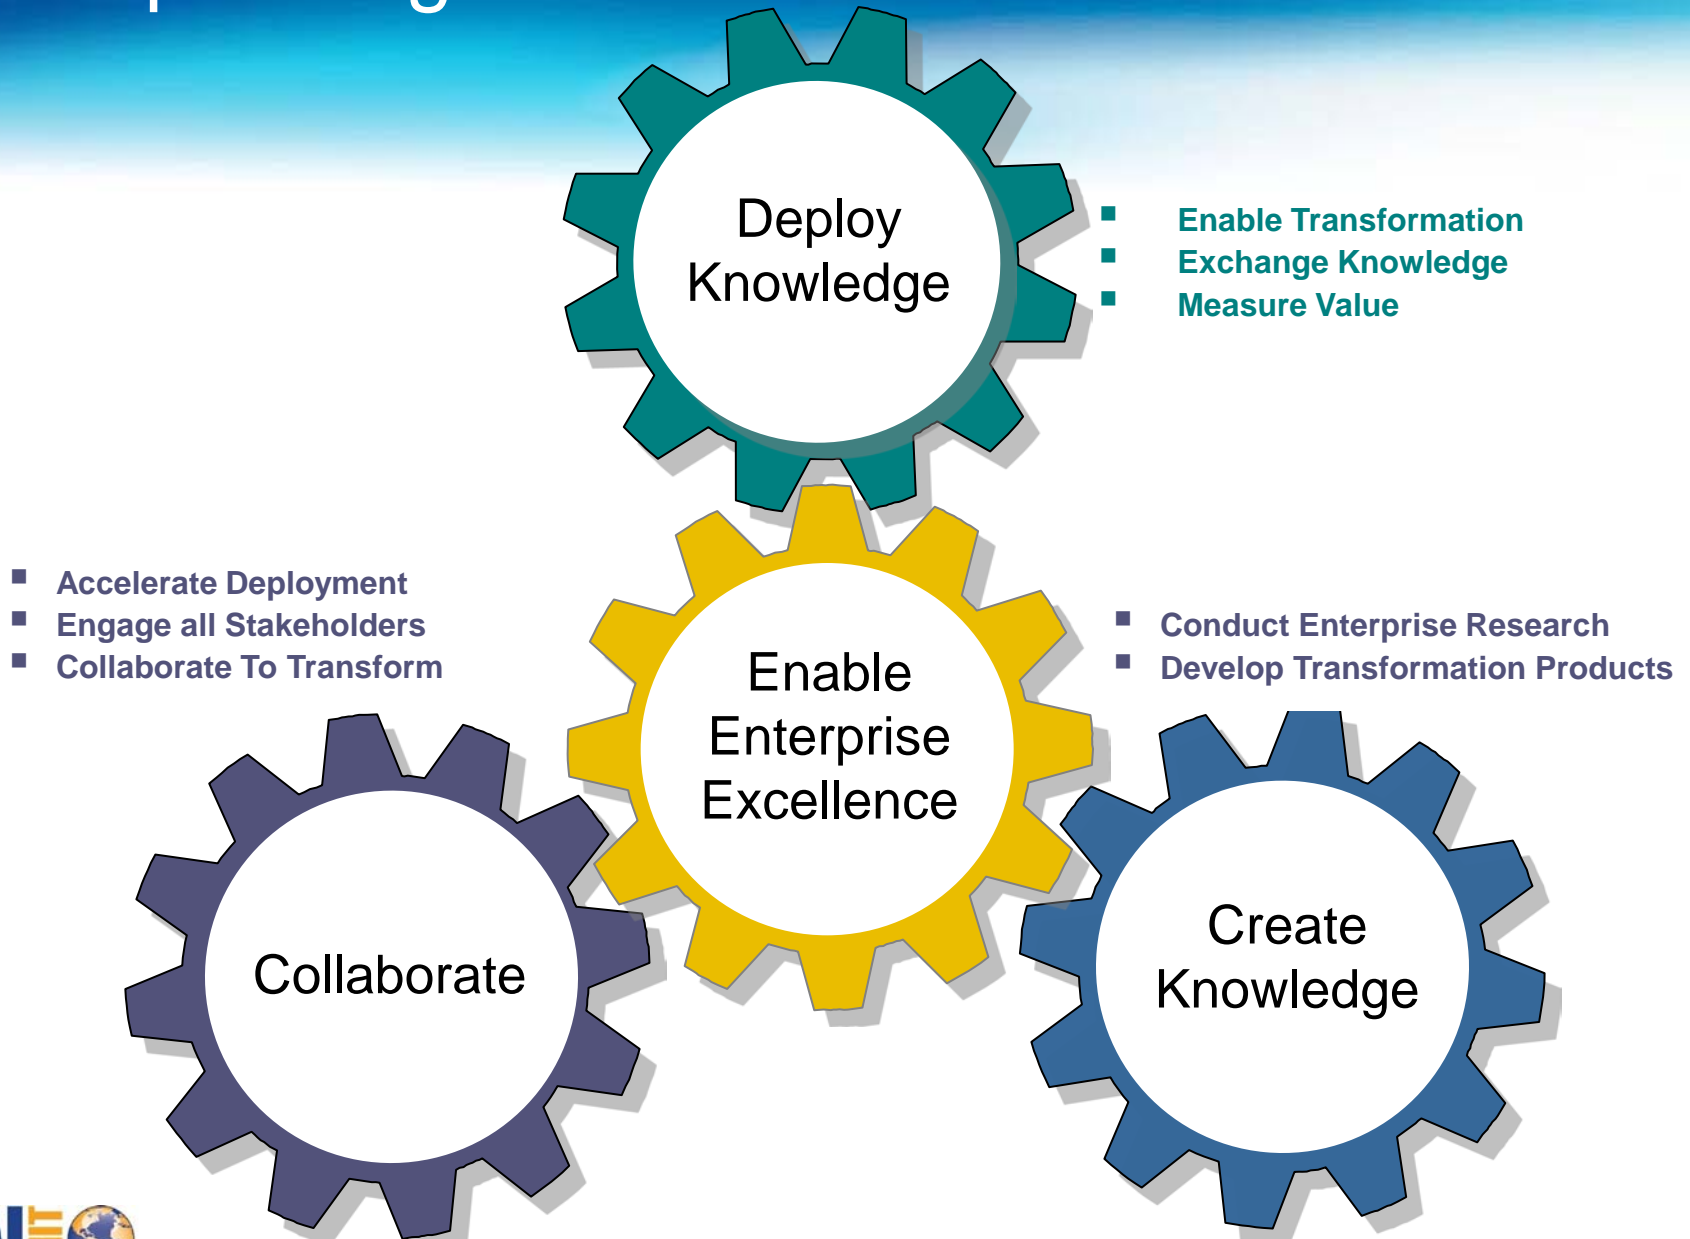 Deploy
Knowledge
Enable Transformation
Exchange Knowledge
Measure Value
Accelerate Deployment
Engage all Stakeholders
Collaborate To Transform
Enable
Enterprise
Excellence
Conduct Enterprise Research
Develop Transformation Products
Collaborate
Create
Knowledge